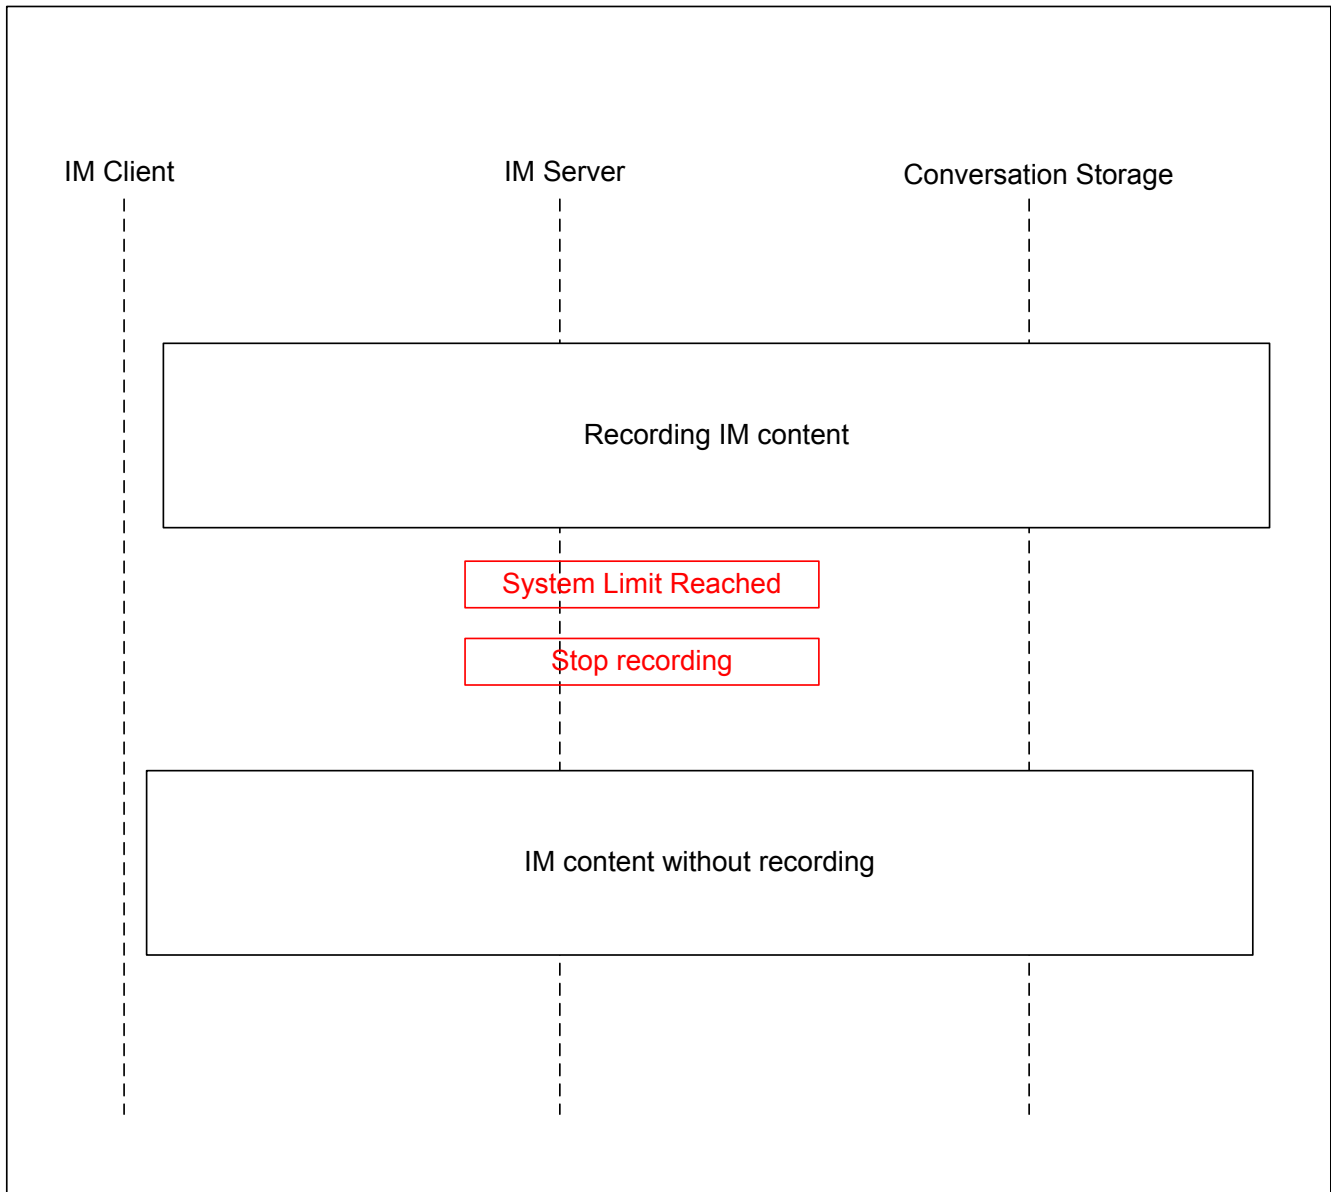 IM Client
IM Server
Conversation Storage
Recording IM content
System Limit Reached
Stop recording
IM content without recording